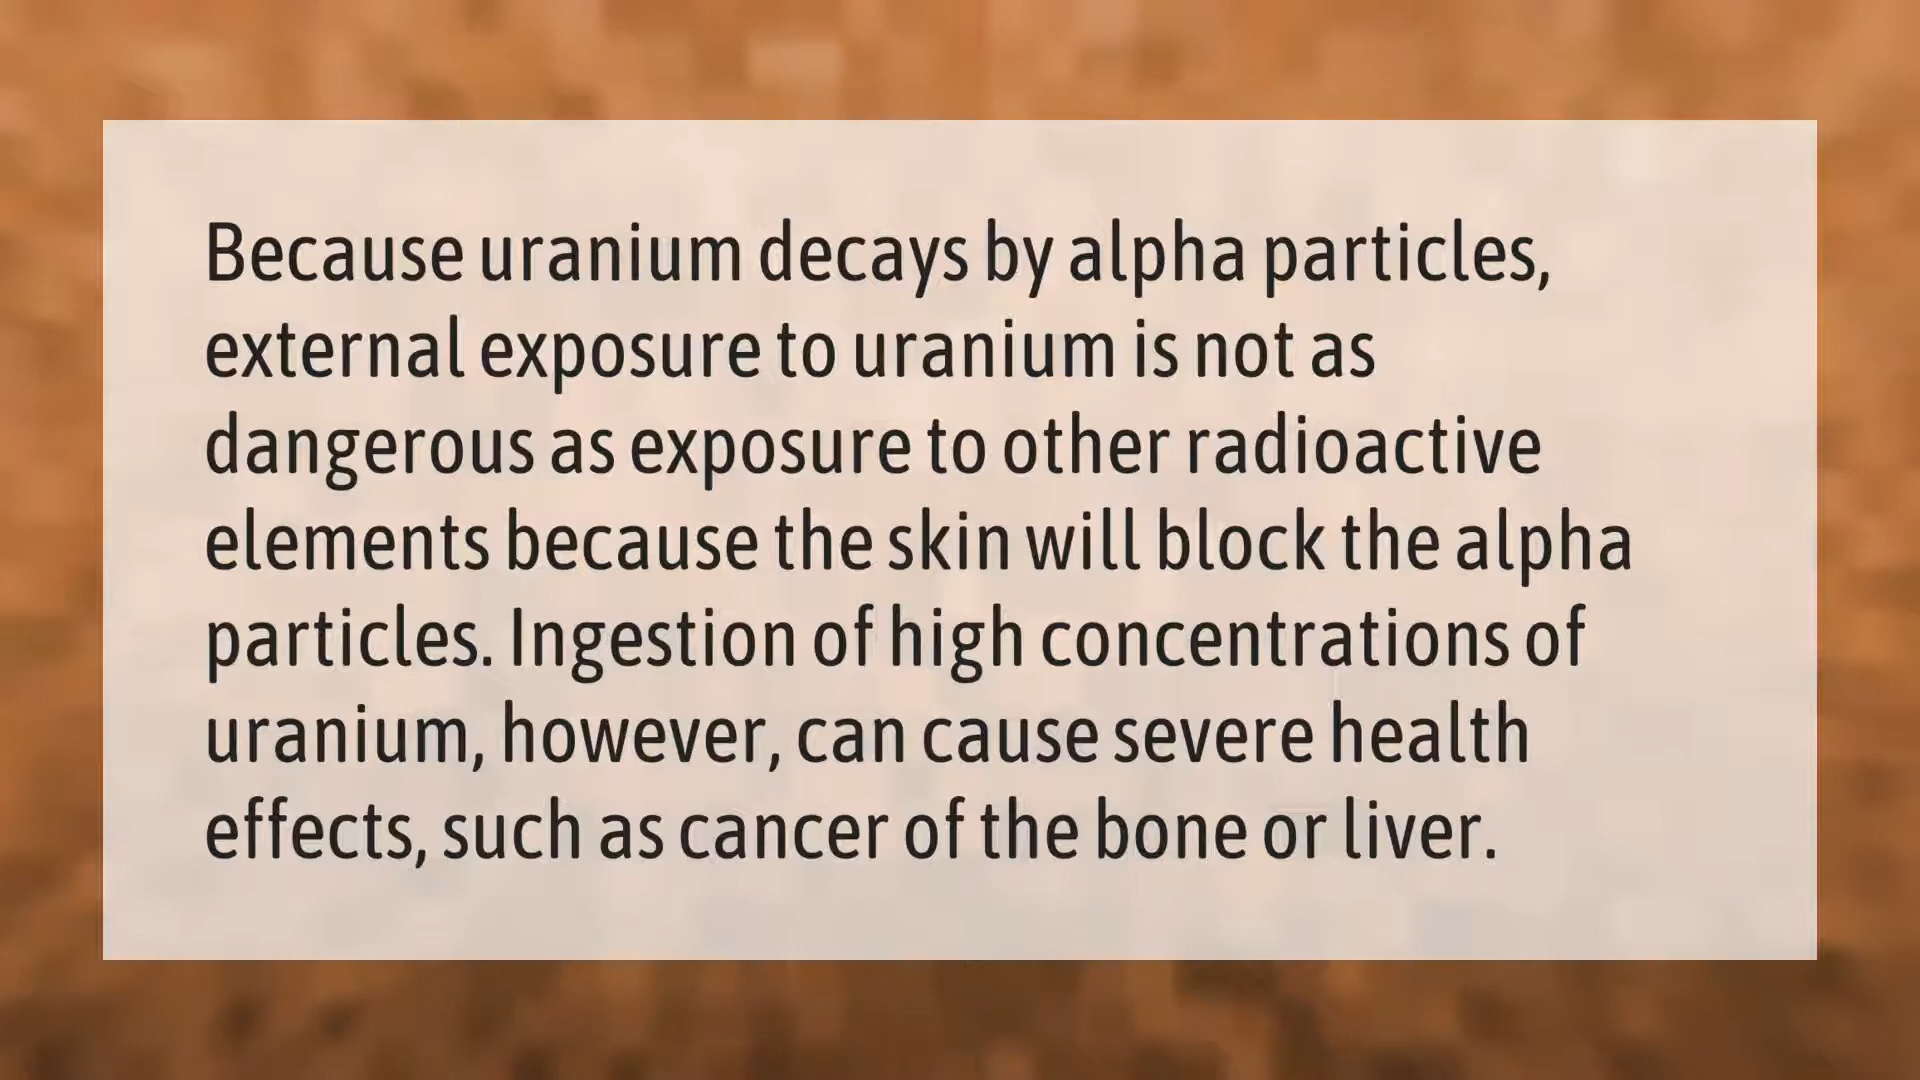 Because uranium decays by alpha particles,
external exposure to uranium is not as
dangerous as exposure to other radioactive
elements because the skin will block the alpha
particles. Ingestion of high concentrations of
uranium, however, can cause severe health
effects, such as cancer of the bone or liver.